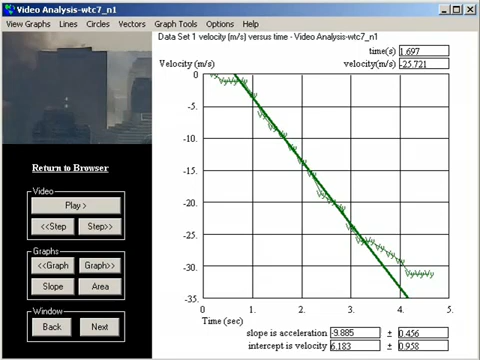 Video Analysis-wtc7_n1
View Graphs Lines Circles Vectors Graph Tools Options Help
Data Set 1 velocity (m/s) versus time - Video Analysis-wtc7_n1
time(s) 1.697
Velocity (m/s) velocity(m/s) -25.721
0
-5.
-10.
-15.
-20.
-25.
-30.
-35.
0 1.0 2. 3. 4. 5.
Time (sec)
slope is acceleration -9.885 ± 0.456
intercept is velocity 6.183 ± 0.958
Return to Browser
Video
Play >
<<Step Step>>
Graphs
<<Graph Graph>>
Slope Area
Window
Back Next